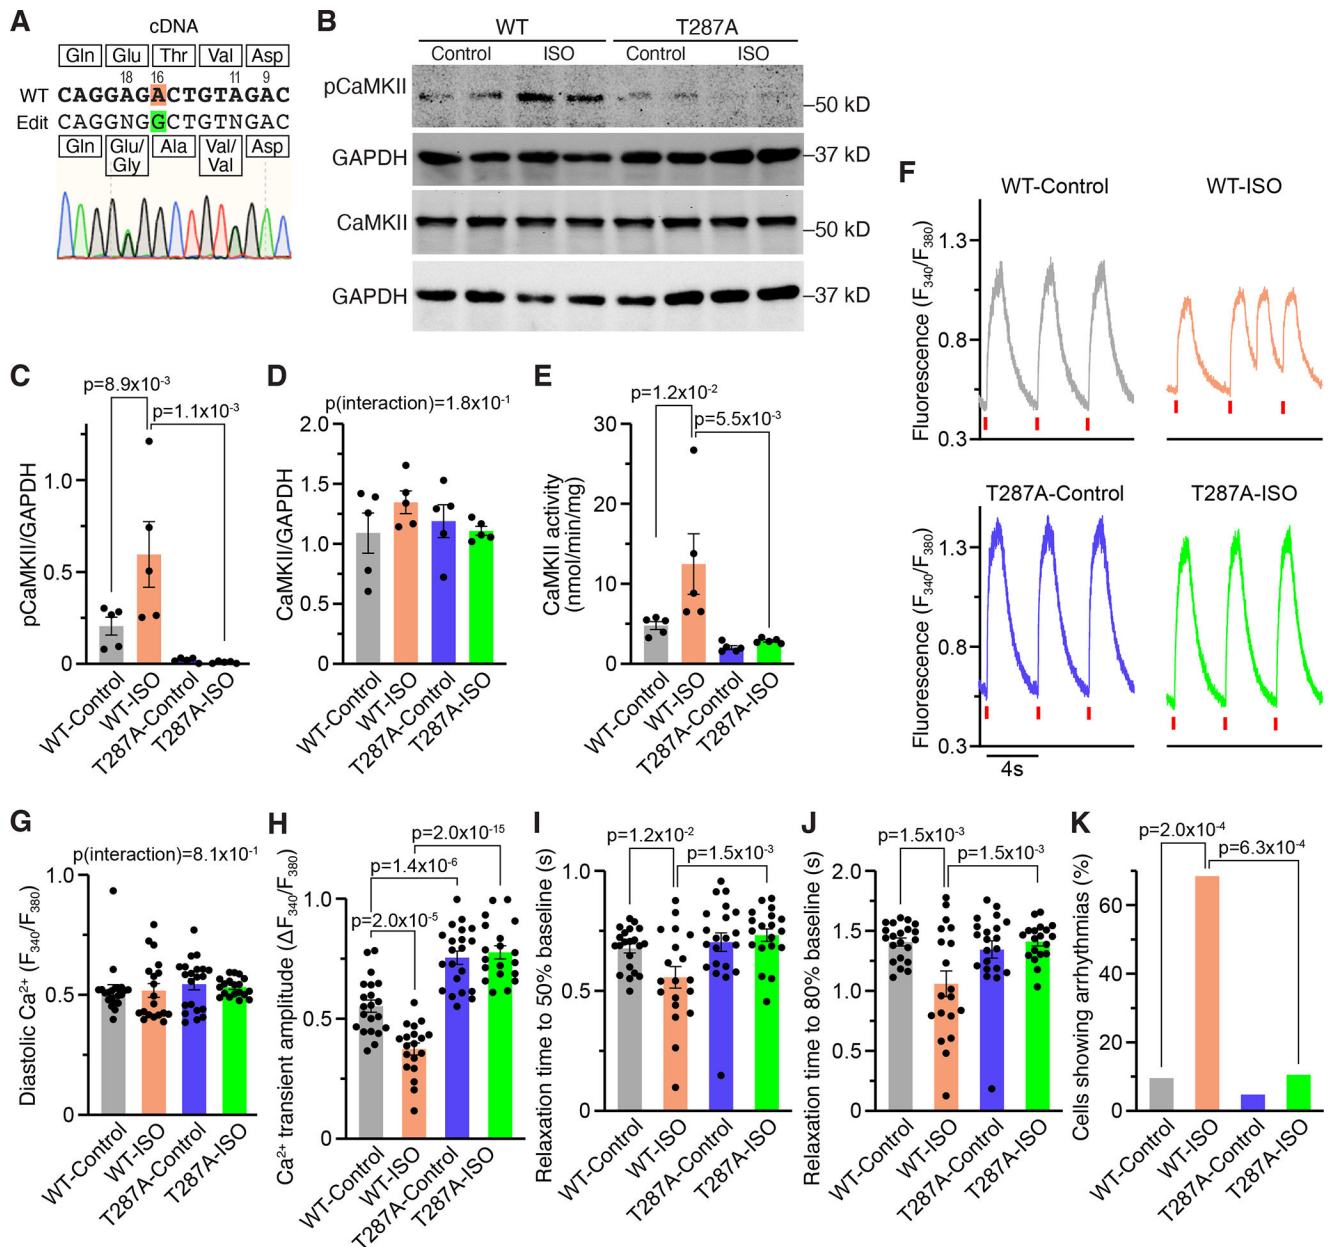 A
cDNA
Gln Glu Thr Val Asp
18 16 11 9
WT CAGGAGACTGTAGAC
Edit CAGGNGGCTGTNGAC
Gln Glu/Gly Ala Val/Val Asp
B
WT T287A
Control ISO Control ISO
pCaMKII
–50 kD
GAPDH
–37 kD
CaMKII
–50 kD
GAPDH
–37 kD
C
p=8.9x10⁻³
p=1.1x10⁻³
pCaMKII/GAPDH
1.0
0.5
0
WT-Control
WT-ISO
T287A-Control
T287A-ISO
D
p(interaction)=1.8x10⁻¹
CaMKII/GAPDH
2.0
1.5
1.0
0.5
0
WT-Control
WT-ISO
T287A-Control
T287A-ISO
E
p=1.2x10⁻²
p=5.5x10⁻³
CaMKII activity
(nmol/min/mg)
30
20
10
0
WT-Control
WT-ISO
T287A-Control
T287A-ISO
F
WT-Control
WT-ISO
Fluorescence (F₃₄₀/F₃₈₀)
1.3
0.8
0.3
T287A-Control
T287A-ISO
Fluorescence (F₃₄₀/F₃₈₀)
1.3
0.8
0.3
4s
G
p(interaction)=8.1x10⁻¹
Diastolic Ca²⁺ (F₃₄₀/F₃₈₀)
1.0
0.5
0
WT-Control
WT-ISO
T287A-Control
T287A-ISO
H
p=2.0x10⁻¹⁵
p=1.4x10⁻⁶
p=2.0x10⁻⁵
Ca²⁺ transient amplitude (ΔF₃₄₀/F₃₈₀)
1.0
0.5
0
WT-Control
WT-ISO
T287A-Control
T287A-ISO
I
p=1.2x10⁻²
p=1.5x10⁻³
Relaxation time to 50% baseline (s)
1.0
0.5
0
WT-Control
WT-ISO
T287A-Control
T287A-ISO
J
p=1.5x10⁻³
p=1.5x10⁻³
Relaxation time to 80% baseline (s)
2.0
1.5
1.0
0.5
0
WT-Control
WT-ISO
T287A-Control
T287A-ISO
K
p=2.0x10⁻⁴
p=6.3x10⁻⁴
Cells showing arrhythmias (%)
60
40
20
0
WT-Control
WT-ISO
T287A-Control
T287A-ISO